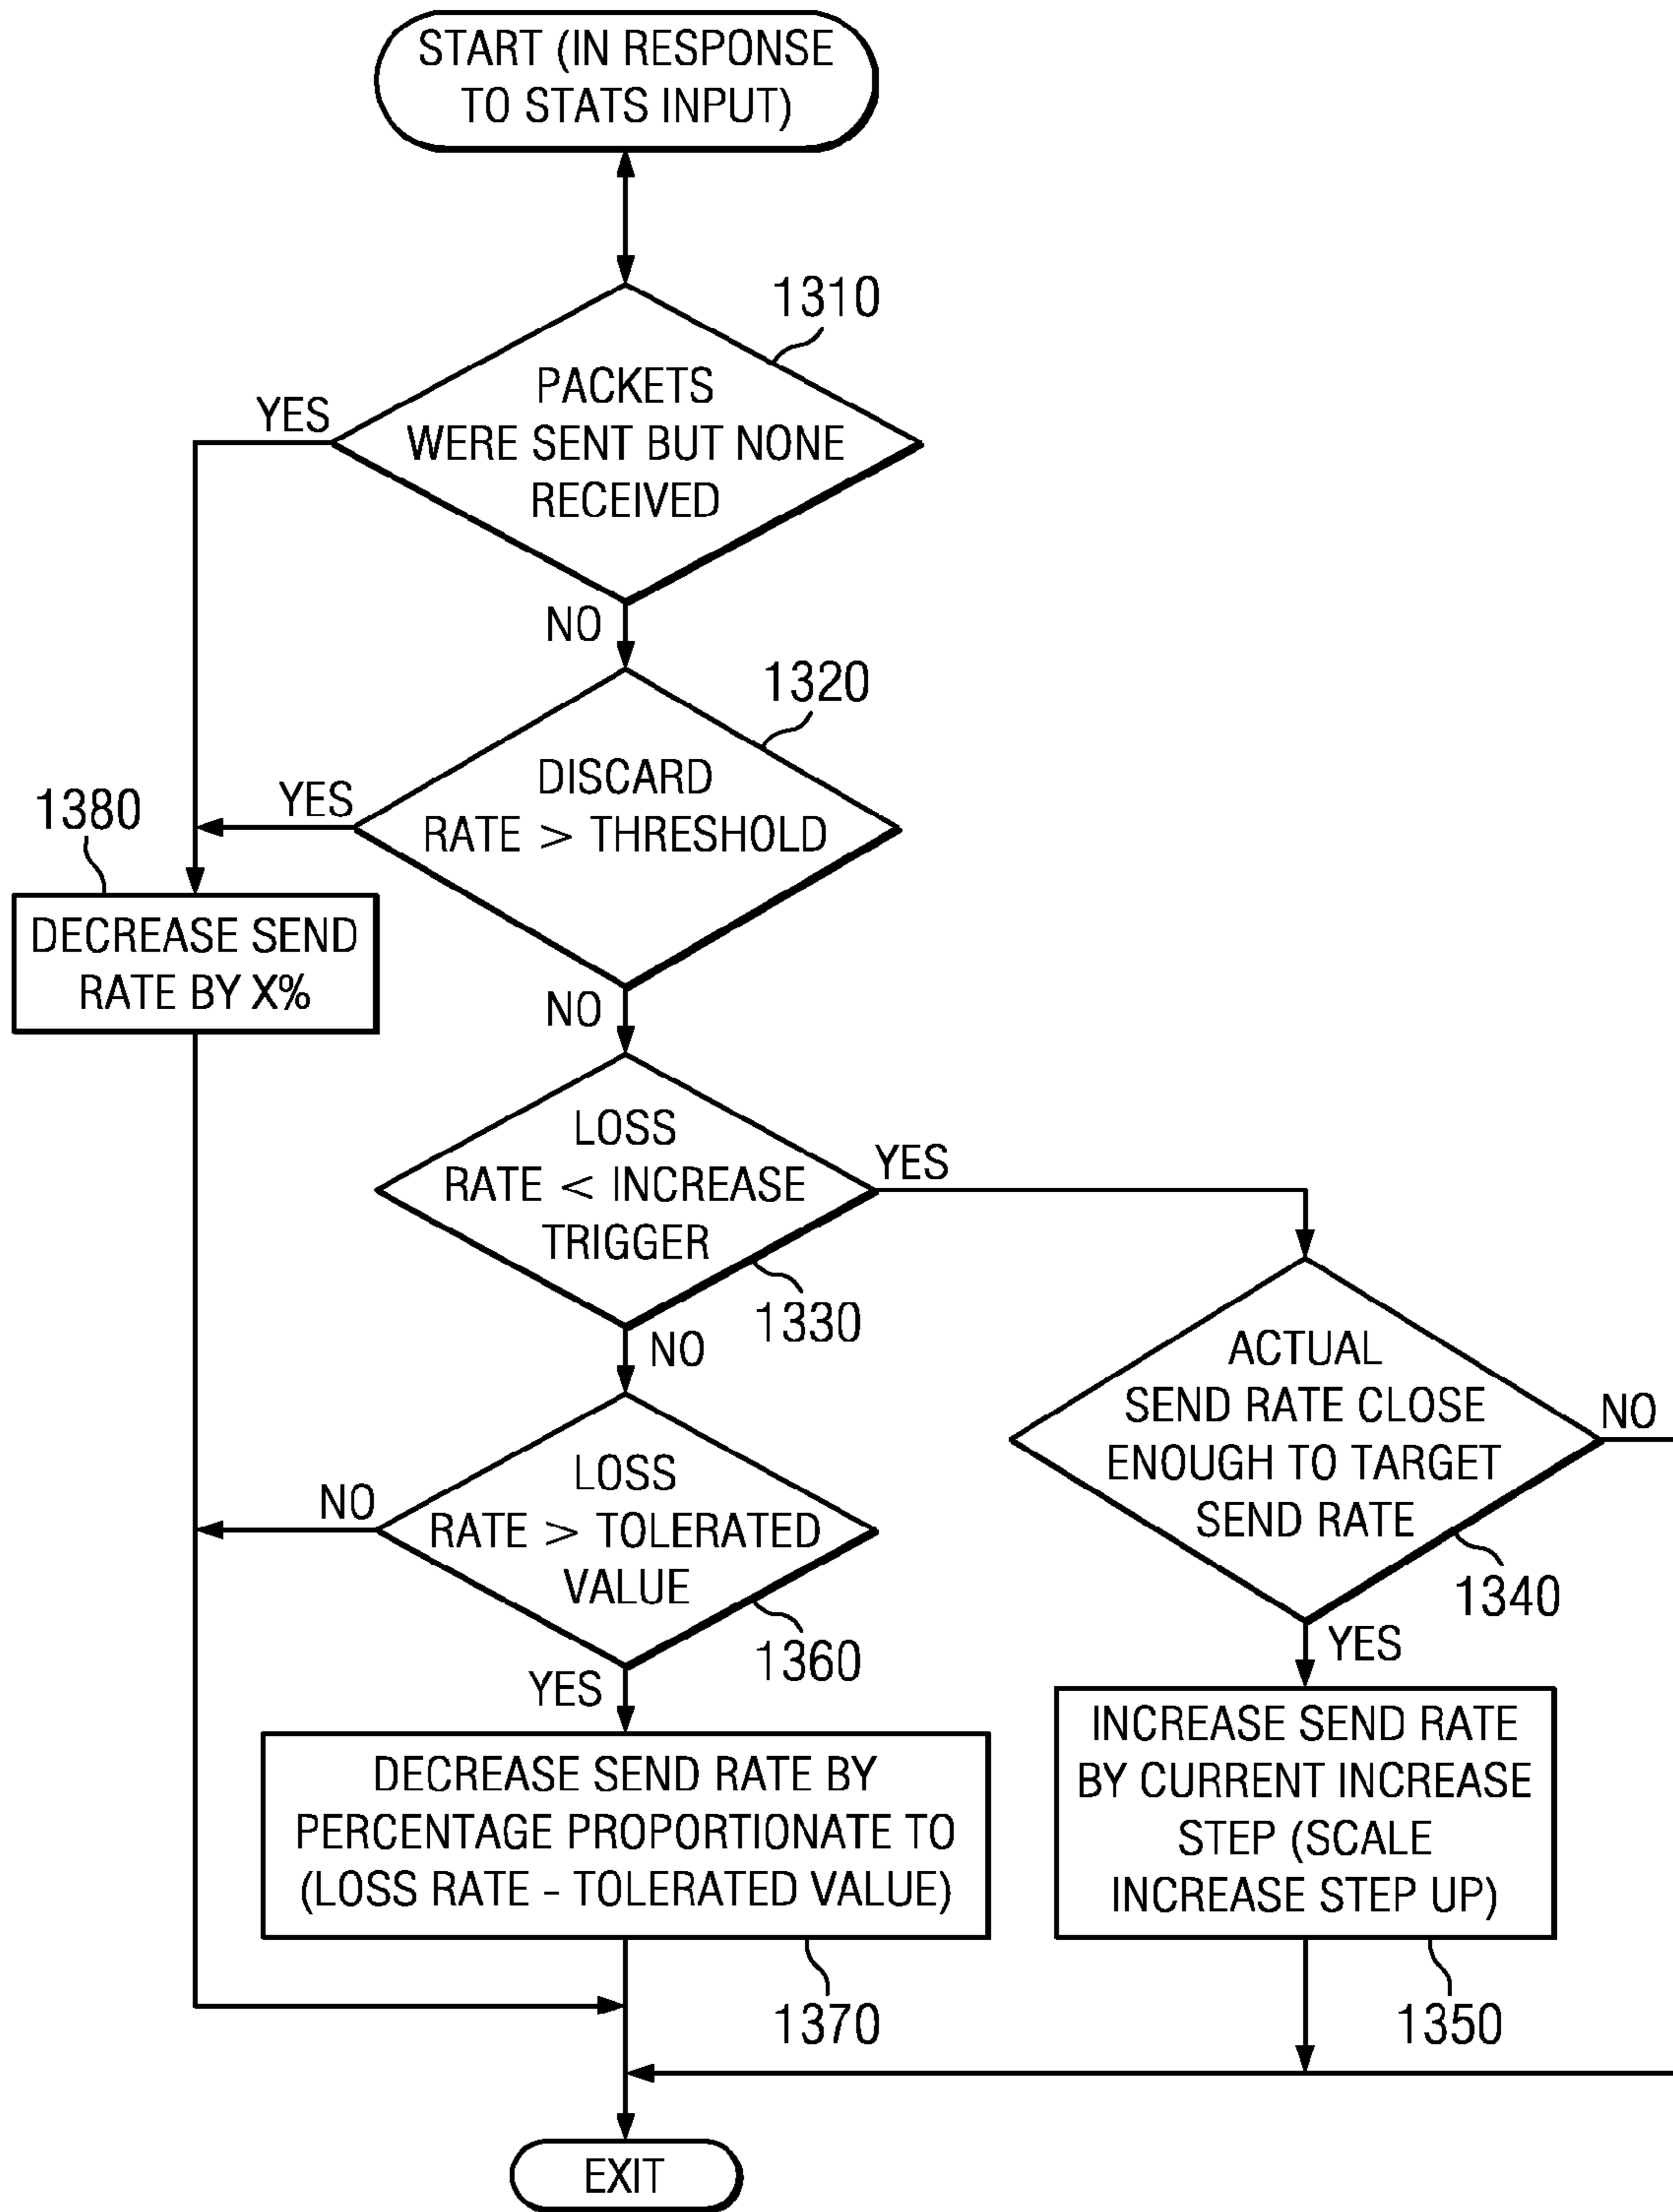 START (IN RESPONSE
TO STATS INPUT)
1310
PACKETS
WERE SENT BUT NONE
RECEIVED
YES
NO
1320
DISCARD
RATE > THRESHOLD
YES
1380
DECREASE SEND
RATE BY X%
NO
LOSS
RATE < INCREASE
TRIGGER
YES
1330
NO
ACTUAL
SEND RATE CLOSE
ENOUGH TO TARGET
SEND RATE
NO
1340
YES
LOSS
RATE > TOLERATED
VALUE
NO
1360
YES
DECREASE SEND RATE BY
PERCENTAGE PROPORTIONATE TO
(LOSS RATE - TOLERATED VALUE)
1370
INCREASE SEND RATE
BY CURRENT INCREASE
STEP (SCALE
INCREASE STEP UP)
1350
EXIT